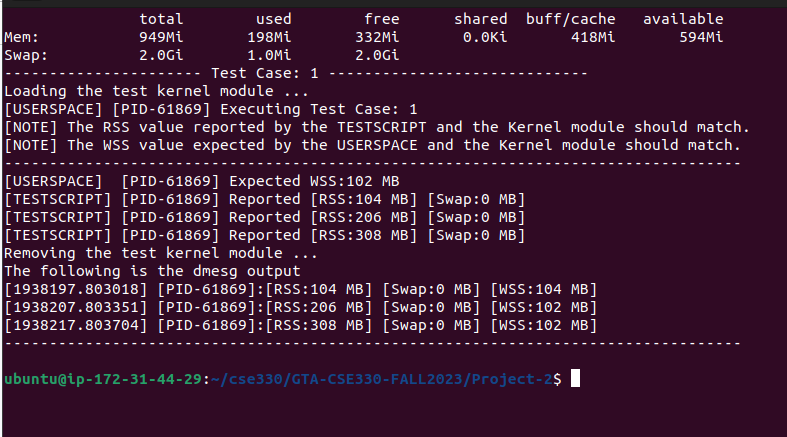 total        used        free      shared  buff/cache   available
Mem:          949Mi       198Mi       332Mi       0.0Ki       418Mi       594Mi
Swap:         2.0Gi       1.0Mi       2.0Gi
---------------------- Test Case: 1 -----------------------------
Loading the test kernel module ...
[USERSPACE] [PID-61869] Executing Test Case: 1
[NOTE] The RSS value reported by the TESTSCRIPT and the Kernel module should match.
[NOTE] The WSS value expected by the USERSPACE and the Kernel module should match.
----------------------------------------------------------------------------------
[USERSPACE]  [PID-61869] Expected WSS:102 MB
[TESTSCRIPT] [PID-61869] Reported [RSS:104 MB] [Swap:0 MB]
[TESTSCRIPT] [PID-61869] Reported [RSS:206 MB] [Swap:0 MB]
[TESTSCRIPT] [PID-61869] Reported [RSS:308 MB] [Swap:0 MB]
Removing the test kernel module ...
The following is the dmesg output
[1938197.803018] [PID-61869]:[RSS:104 MB] [Swap:0 MB] [WSS:104 MB]
[1938207.803351] [PID-61869]:[RSS:206 MB] [Swap:0 MB] [WSS:102 MB]
[1938217.803704] [PID-61869]:[RSS:308 MB] [Swap:0 MB] [WSS:102 MB]
----------------------------------------------------------------------------------
ubuntu@ip-172-31-44-29:~/cse330/GTA-CSE330-FALL2023/Project-2$